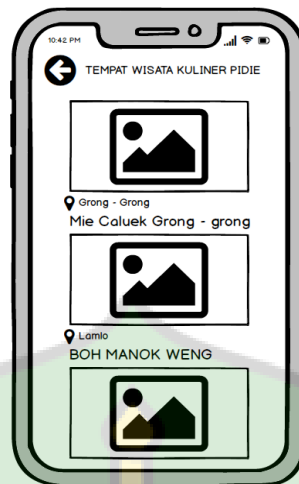 10:42 PM
TEMPAT WISATA KULINER PIDIE
Grong - Grong
Mie Caluek Grong - grong
Lamlo
BOH MANOK WENG